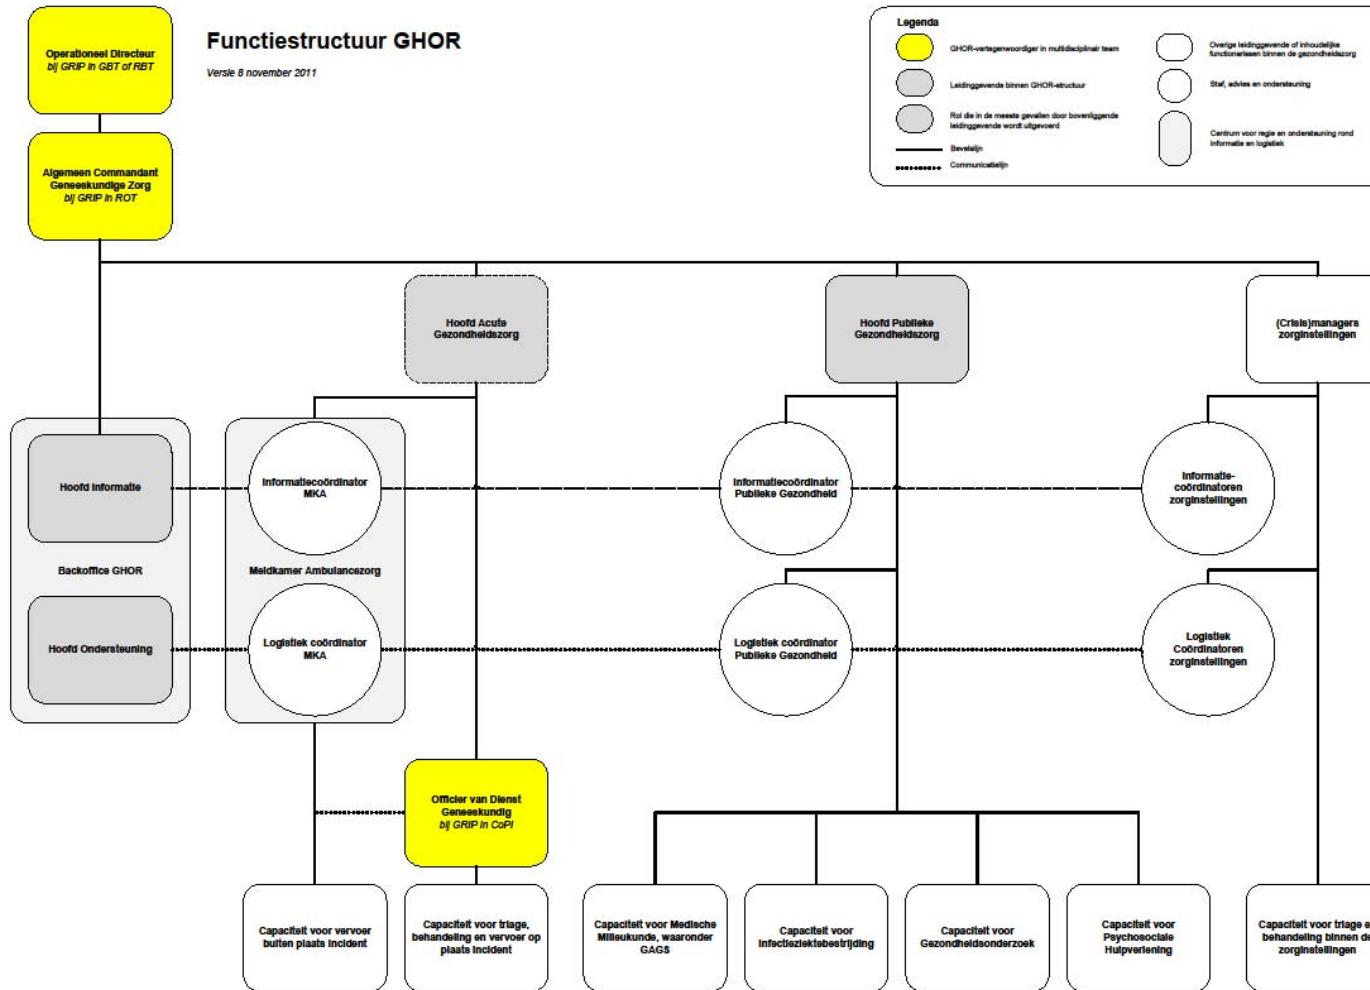 Operationeel Directeur
bij GRIP in GBT of RBT
Functiestructuur GHOR
Versie 8 november 2011
Legenda
GHOR-vertegenwoordiger in multidisciplinair team
Leidinggevende binnen GHOR-structuur
Rol die in de meeste gevallen door bovenliggende
leidinggevende wordt uitgevoerd
Bevelslijn
Communicatielijn
Overige leidinggevende of inhoudelijke
functionarissen binnen de gezondheidszorg
Staf, advies en ondersteuning
Centrum voor regie en ondersteuning rond
informatie en logistiek
Algemeen Commandant
Geneeskundige Zorg
bij GRIP in ROT
Hoofd Acute
Gezondheidszorg
Hoofd Publieke
Gezondheidszorg
(Crisis)managers
zorginstellingen
Hoofd Informatie
Informatiecoördinator
MKA
Informatiecoördinator
Publieke Gezondheid
Informatie-
coördinatoren
zorginstellingen
Backoffice GHOR
Meldkamer Ambulancezorg
Hoofd Ondersteuning
Logistiek coördinator
MKA
Logistiek coördinator
Publieke Gezondheid
Logistiek
Coördinatoren
zorginstellingen
Officier van Dienst
Geneeskundig
bij GRIP in CoPI
Capaciteit voor vervoer
buiten plaats incident
Capaciteit voor triage,
behandeling en vervoer op
plaats incident
Capaciteit voor Medische
Milieukunde, waaronder
GAGS
Capaciteit voor
Infectieziektebestrijding
Capaciteit voor
Gezondheidsonderzoek
Capaciteit voor
Psychosociale
Hulpverlening
Capaciteit voor triage e
behandeling binnen de
zorginstellingen